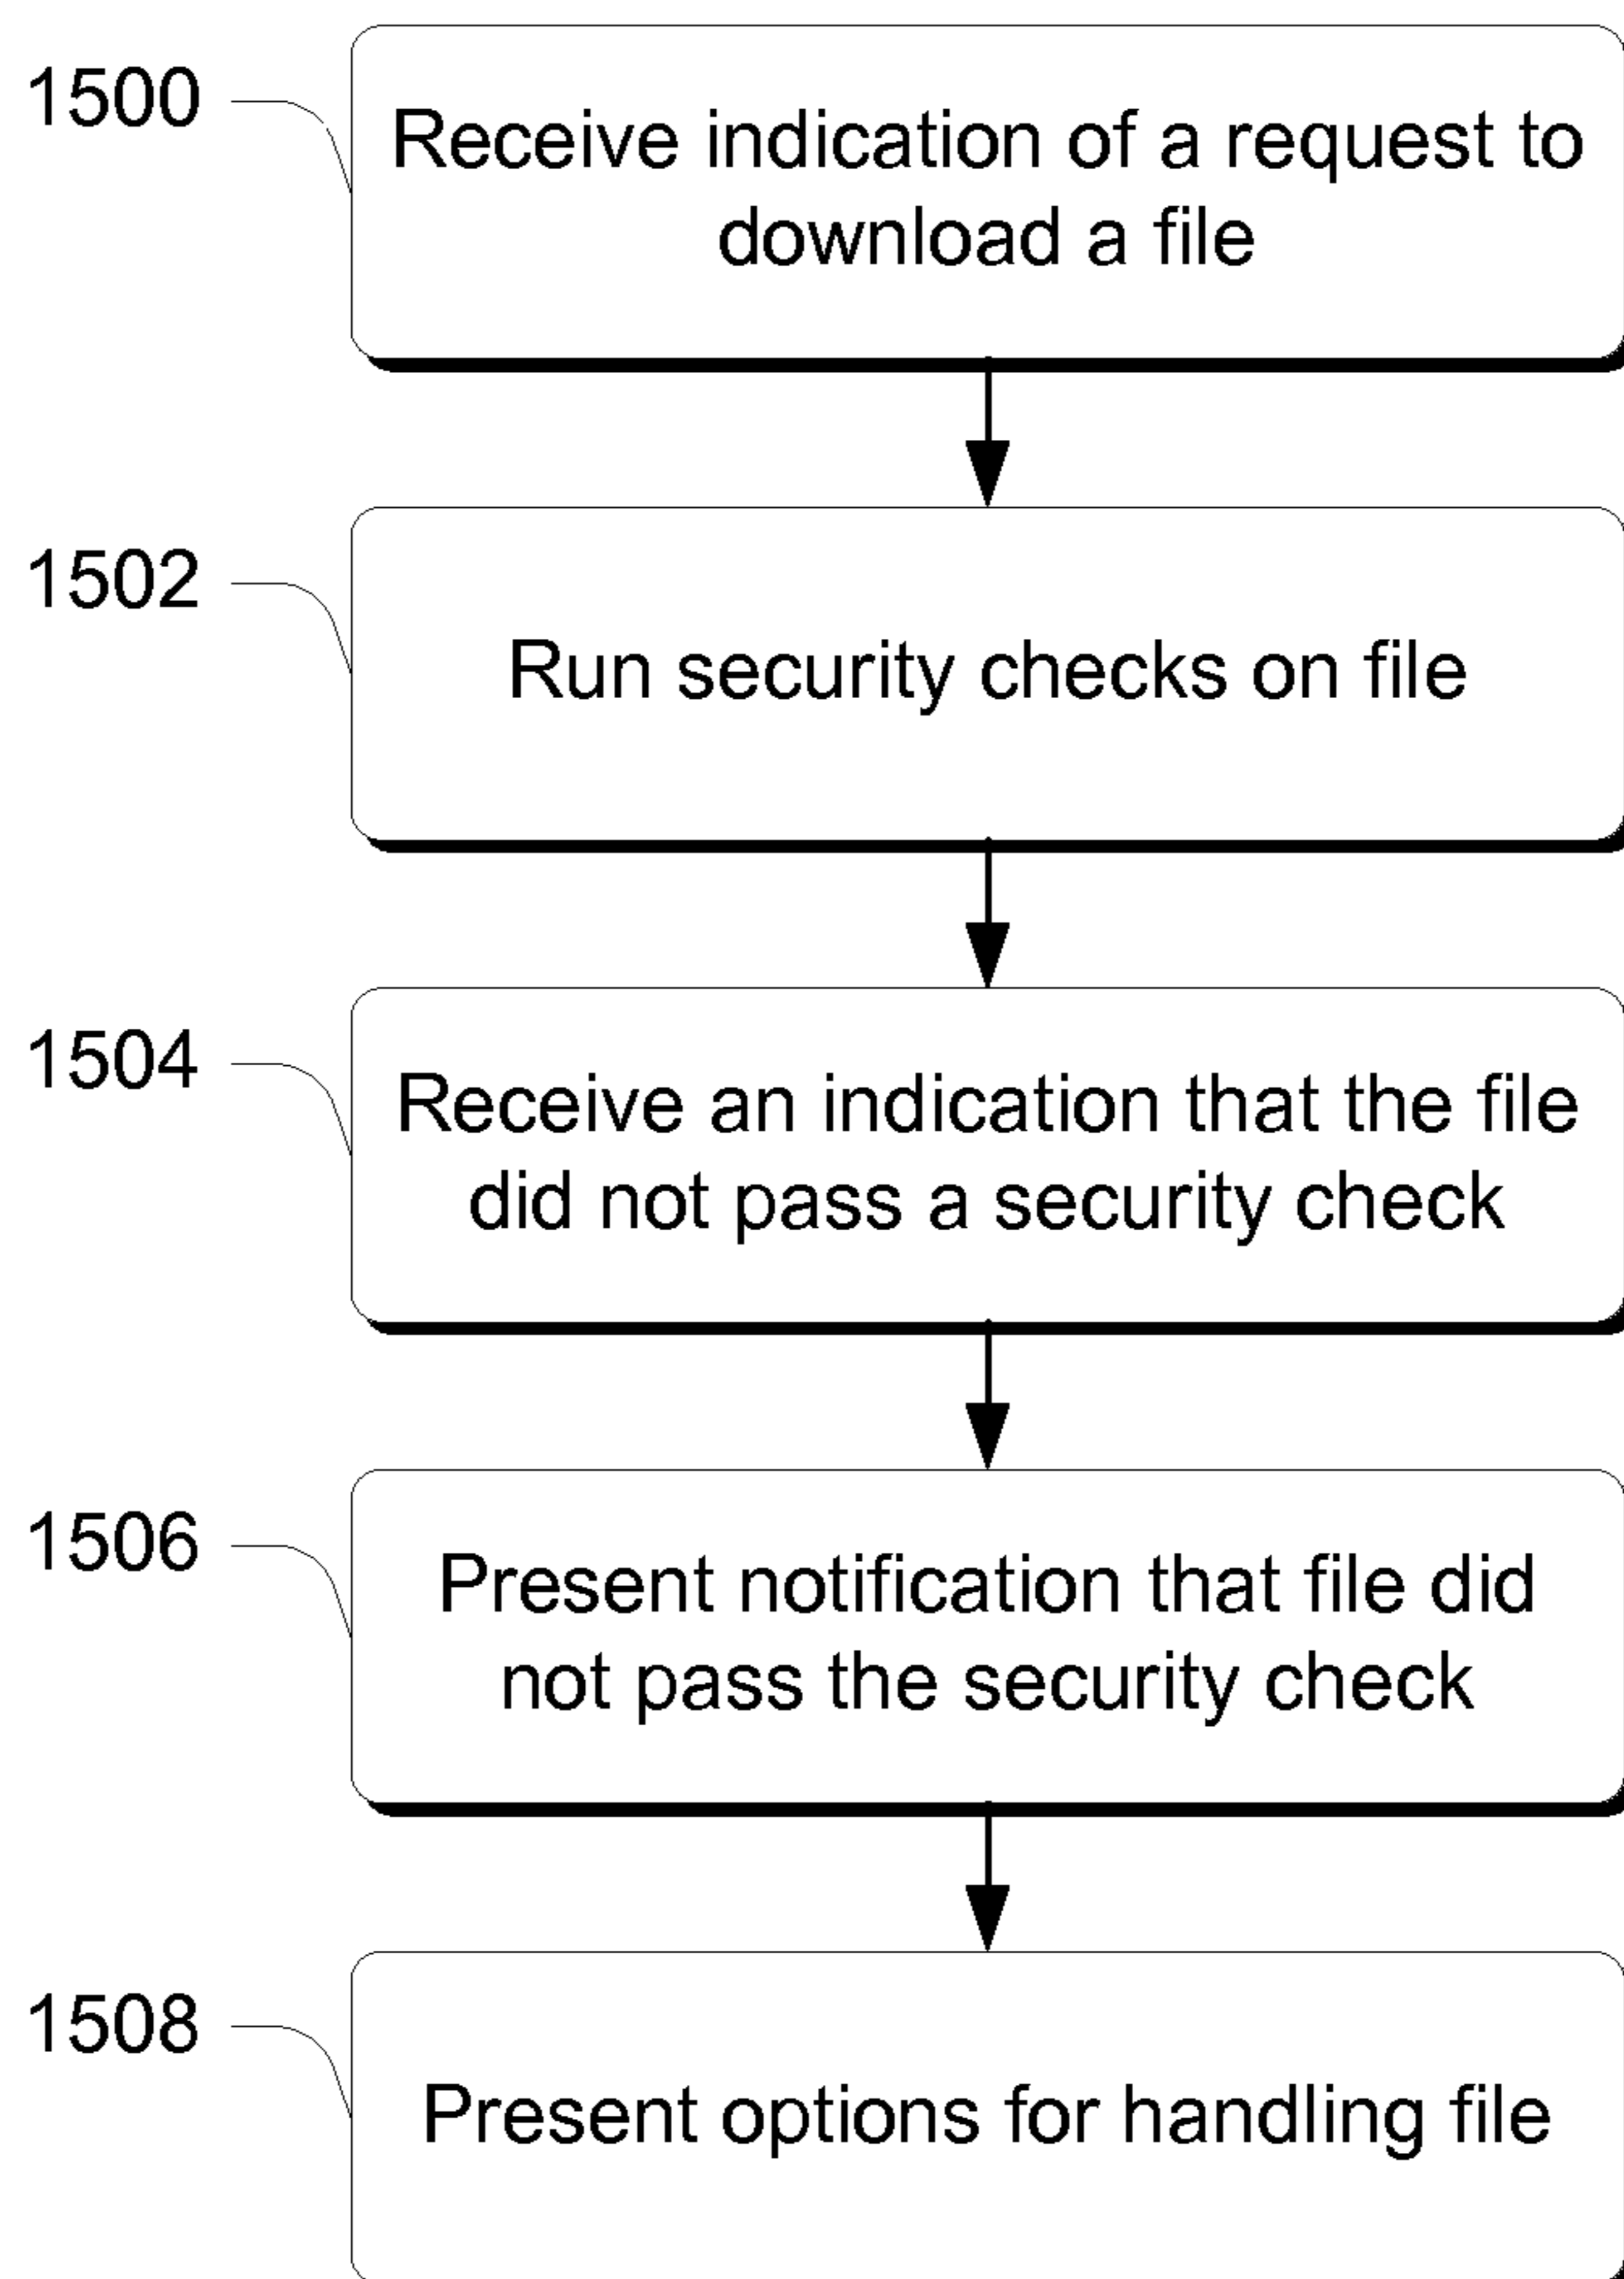 1500
Receive indication of a request to
download a file
1502
Run security checks on file
1504
Receive an indication that the file
did not pass a security check
1506
Present notification that file did
not pass the security check
1508
Present options for handling file